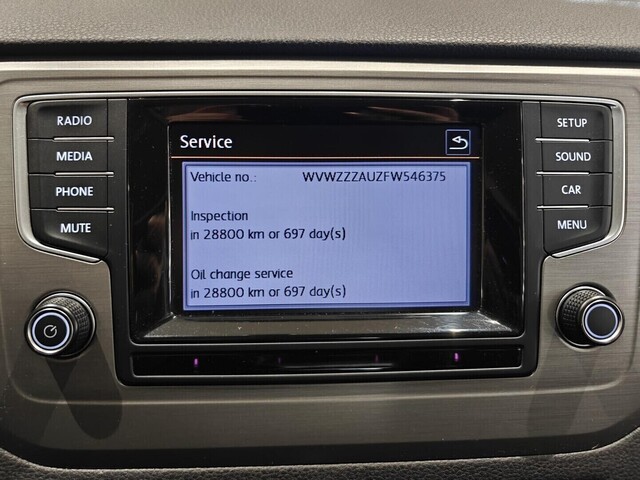 RADIO
MEDIA
PHONE
MUTE
Service
Vehicle no.: WVWZZZAUZFW546375
Inspection
in 28800 km or 697 day(s)
Oil change service
in 28800 km or 697 day(s)
SETUP
SOUND
CAR
MENU